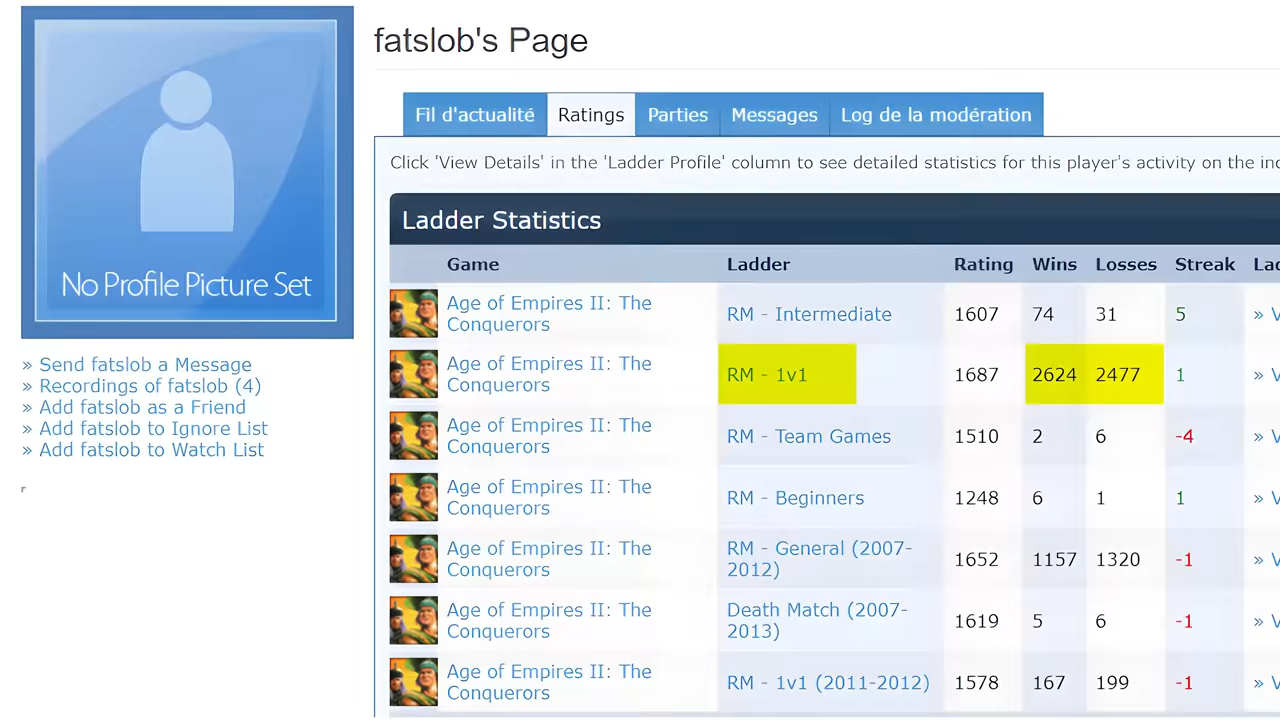 fatslob's Page
No Profile Picture Set
» Send fatslob a Message
» Recordings of fatslob (4)
» Add fatslob as a Friend
» Add fatslob to Ignore List
» Add fatslob to Watch List
Fil d'actualité Ratings Parties Messages Log de la modération
Click 'View Details' in the 'Ladder Profile' column to see detailed statistics for this player's activity on the
Ladder Statistics
Game Ladder Rating Wins Losses Streak
Age of Empires II: The
Conquerors
RM - Intermediate 1607 74 31 5 »
Age of Empires II: The
Conquerors
RM - 1v1 1687 2624 2477 1 »
Age of Empires II: The
Conquerors
RM - Team Games 1510 2 6 -4 »
Age of Empires II: The
Conquerors
RM - Beginners 1248 6 1 1 »
Age of Empires II: The
Conquerors
RM - General (2007-
2012) 1652 1157 1320 -1 »
Age of Empires II: The
Conquerors
Death Match (2007-
2013) 1619 5 6 -1 »
Age of Empires II: The
Conquerors
RM - 1v1 (2011-2012) 1578 167 199 -1 »